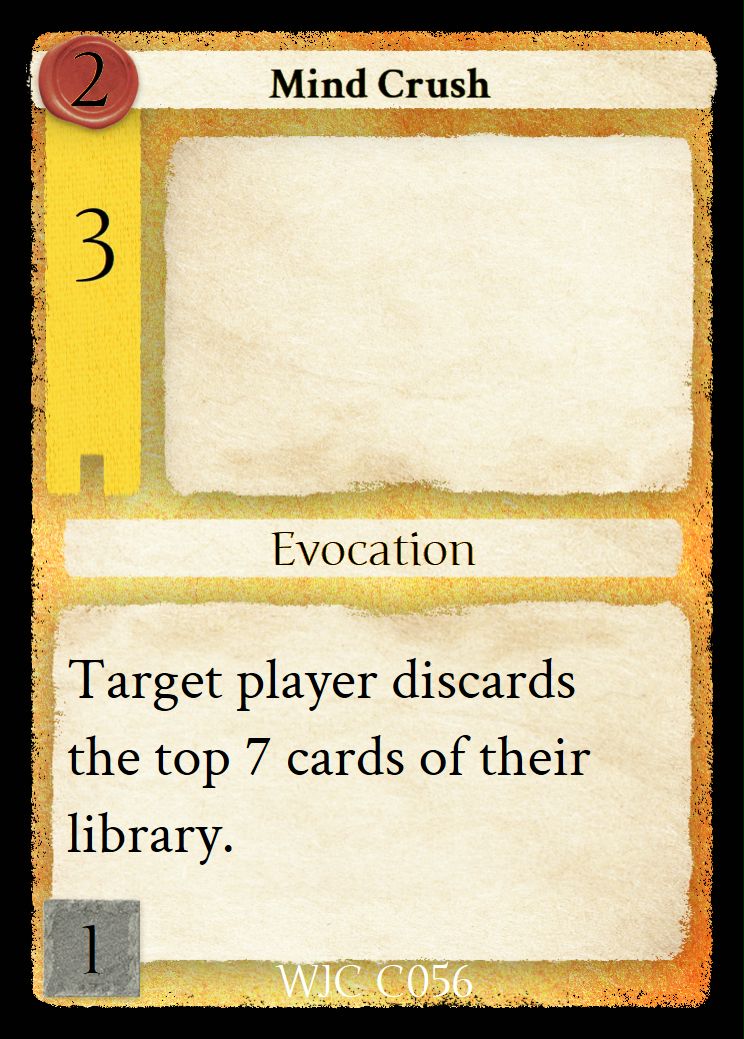 2
Mind Crush
3
Evocation
Target player discards
the top 7 cards of their
library.
1
WJC C056